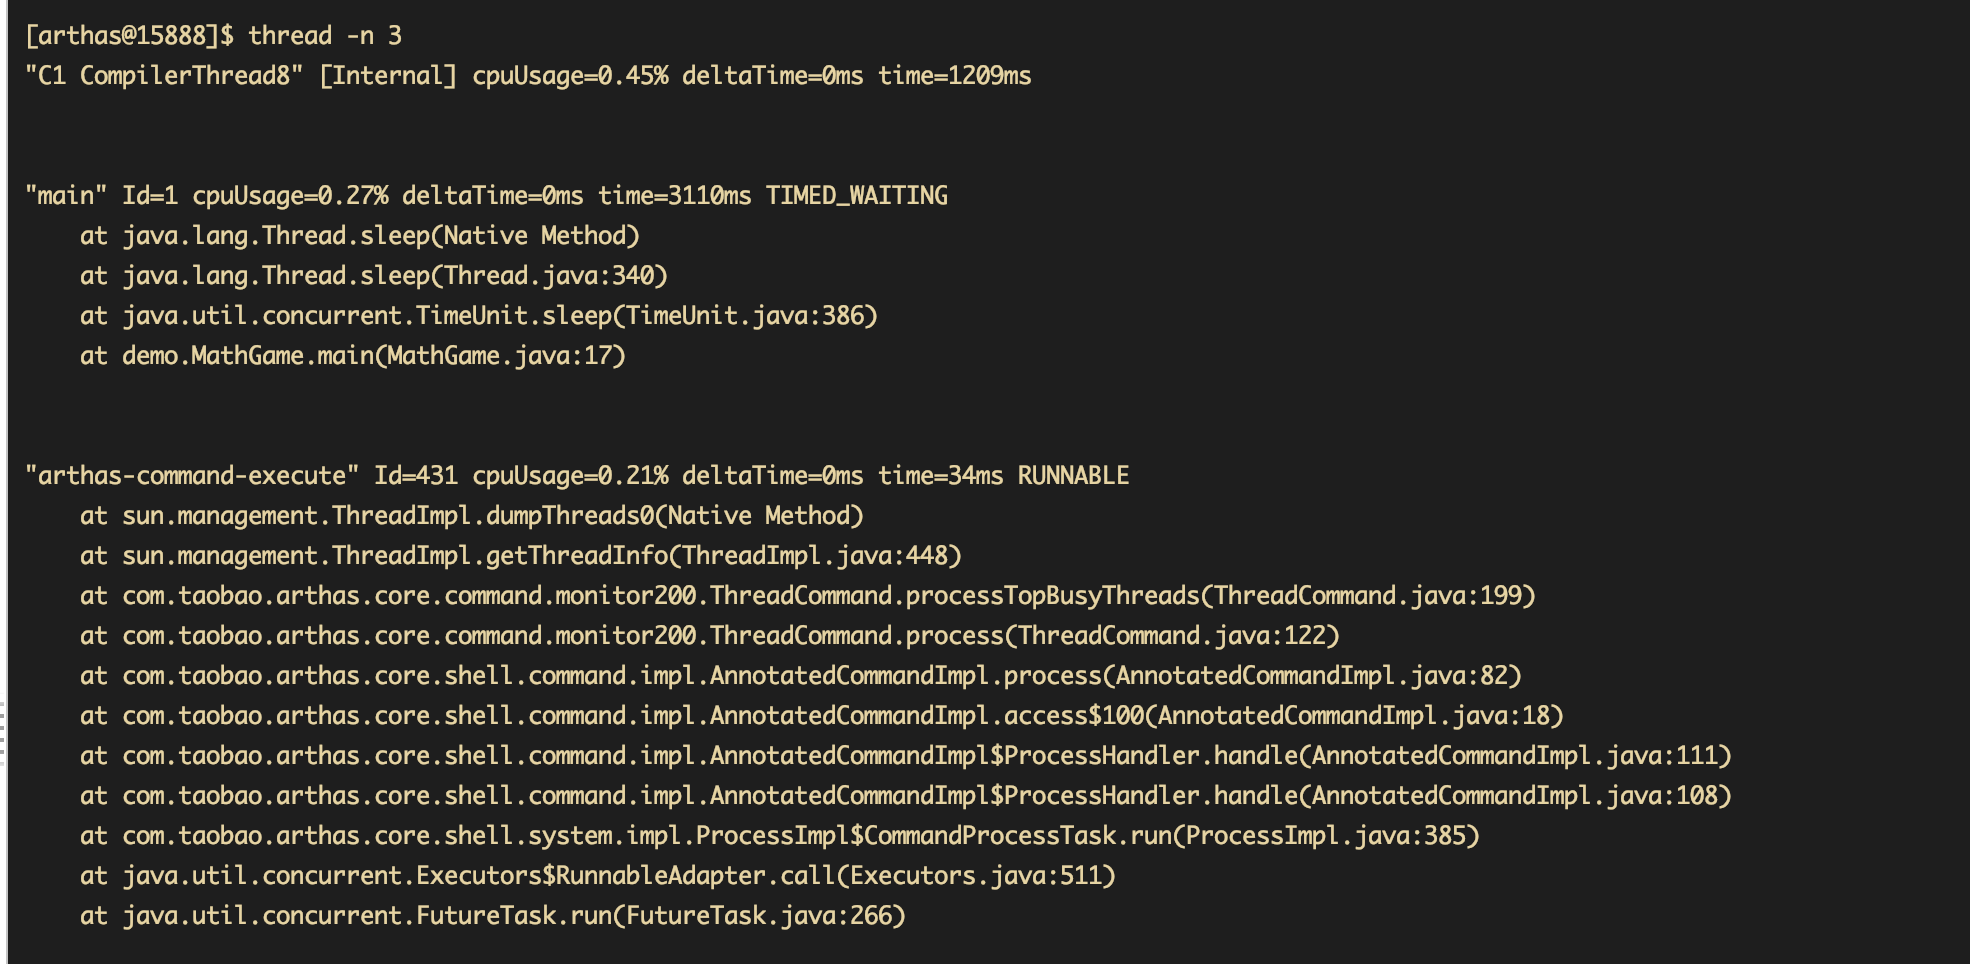 [arthas@15888]$ thread -n 3
"C1 CompilerThread8" [Internal] cpuUsage=0.45% deltaTime=0ms time=1209ms
"main" Id=1 cpuUsage=0.27% deltaTime=0ms time=3110ms TIMED_WAITING
at java.lang.Thread.sleep(Native Method)
at java.lang.Thread.sleep(Thread.java:340)
at java.util.concurrent.TimeUnit.sleep(TimeUnit.java:386)
at demo.MathGame.main(MathGame.java:17)
"arthas-command-execute" Id=431 cpuUsage=0.21% deltaTime=0ms time=34ms RUNNABLE
at sun.management.ThreadImpl.dumpThreads0(Native Method)
at sun.management.ThreadImpl.getThreadInfo(ThreadImpl.java:448)
at com.taobao.arthas.core.command.monitor200.ThreadCommand.processTopBusyThreads(ThreadCommand.java:199)
at com.taobao.arthas.core.command.monitor200.ThreadCommand.process(ThreadCommand.java:122)
at com.taobao.arthas.core.shell.command.impl.AnnotatedCommandImpl.process(AnnotatedCommandImpl.java:82)
at com.taobao.arthas.core.shell.command.impl.AnnotatedCommandImpl.access$100(AnnotatedCommandImpl.java:18)
at com.taobao.arthas.core.shell.command.impl.AnnotatedCommandImpl$ProcessHandler.handle(AnnotatedCommandImpl.java:111)
at com.taobao.arthas.core.shell.command.impl.AnnotatedCommandImpl$ProcessHandler.handle(AnnotatedCommandImpl.java:108)
at com.taobao.arthas.core.shell.system.impl.ProcessImpl$CommandProcessTask.run(ProcessImpl.java:385)
at java.util.concurrent.Executors$RunnableAdapter.call(Executors.java:511)
at java.util.concurrent.FutureTask.run(FutureTask.java:266)